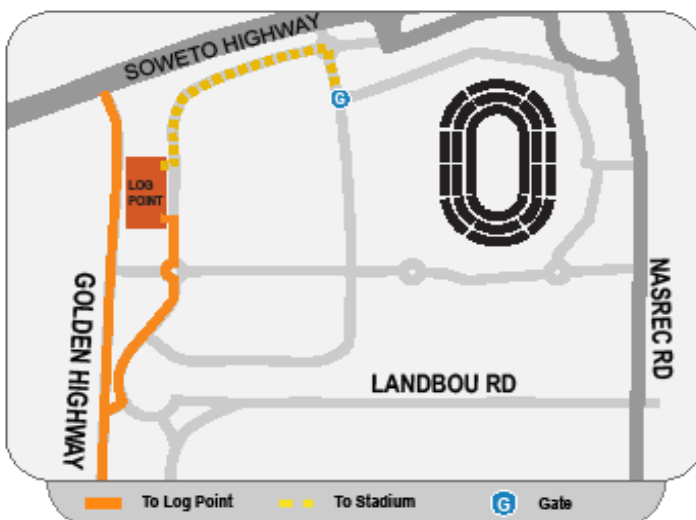 SOWETO HIGHWAY
G
LOG
POINT
GOLDEN HIGHWAY
NASREC RD
LANDBOU RD
To Log Point
To Stadium
G
Gate